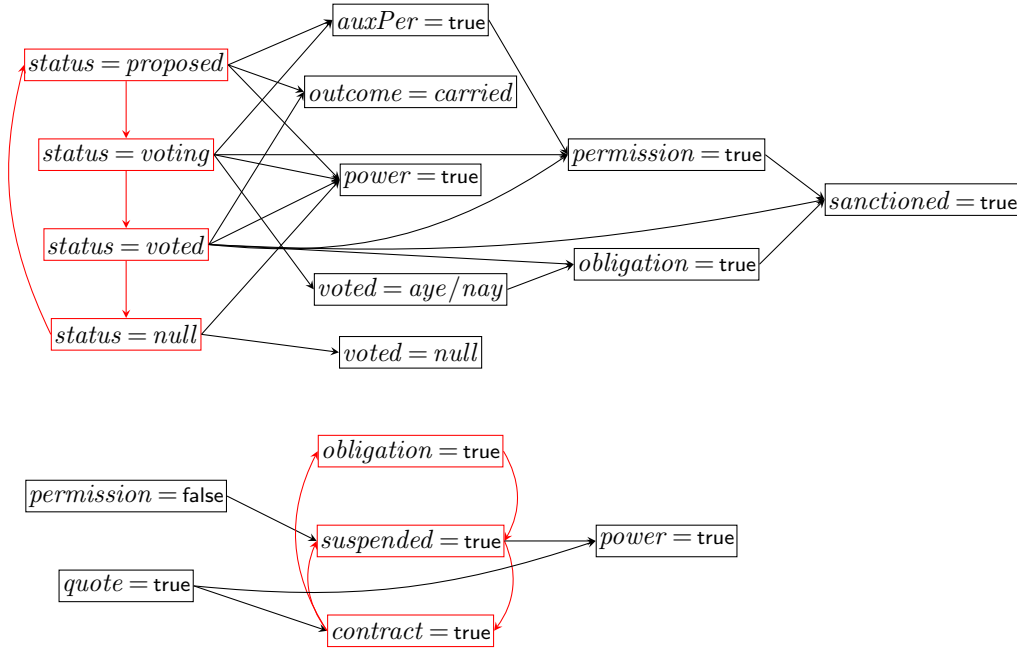 auxPer = true
status = proposed
outcome = carried
status = voting
permission = true
power = true
sanctioned = true
status = voted
obligation = true
voted = aye/nay
status = null
voted = null
obligation = true
permission = false
suspended = true
power = true
quote = true
contract = true